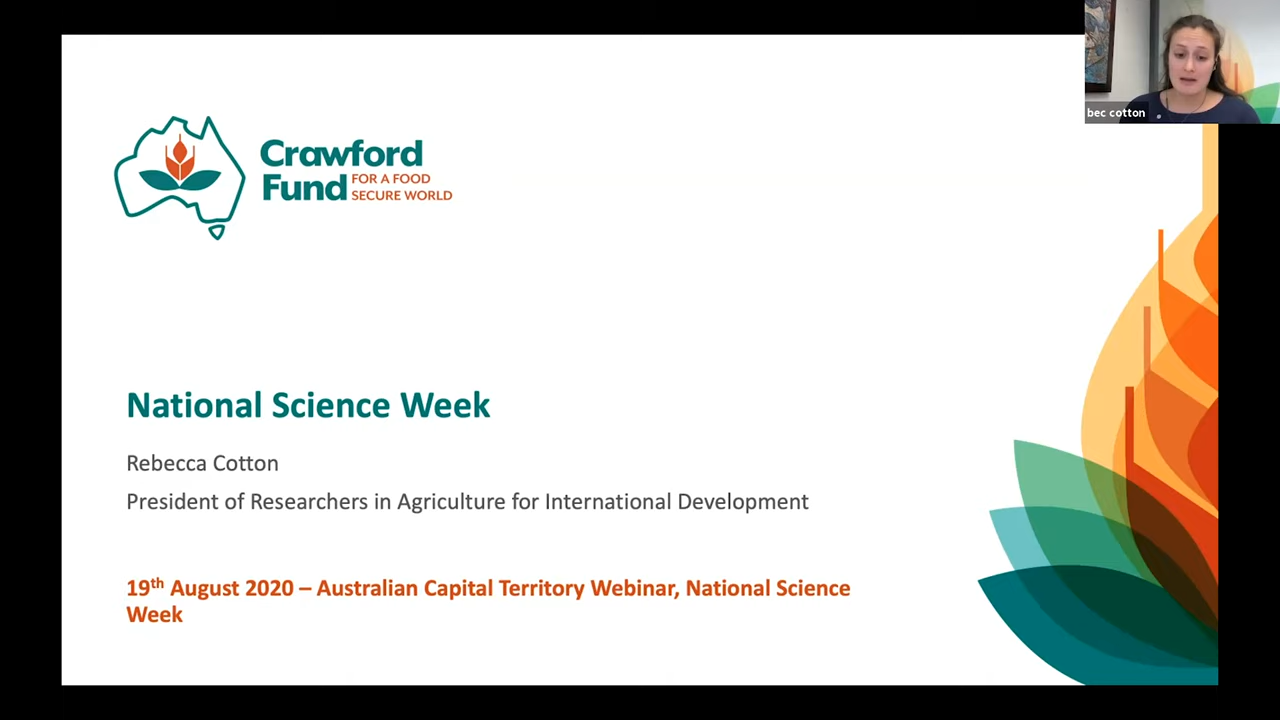 bec cotton
Crawford
Fund FOR A FOOD
SECURE WORLD
National Science Week
Rebecca Cotton
President of Researchers in Agriculture for International Development
19th August 2020 – Australian Capital Territory Webinar, National Science
Week